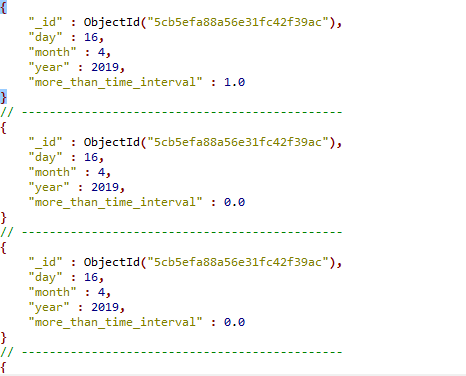 {
"_id" : ObjectId("5cb5efa88a56e31fc42f39ac"),
"day" : 16,
"month" : 4,
"year" : 2019,
"more_than_time_interval" : 1.0
}
// ----------------------------------------------
{
"_id" : ObjectId("5cb5efa88a56e31fc42f39ac"),
"day" : 16,
"month" : 4,
"year" : 2019,
"more_than_time_interval" : 0.0
}
// ----------------------------------------------
{
"_id" : ObjectId("5cb5efa88a56e31fc42f39ac"),
"day" : 16,
"month" : 4,
"year" : 2019,
"more_than_time_interval" : 0.0
}
// ----------------------------------------------
{